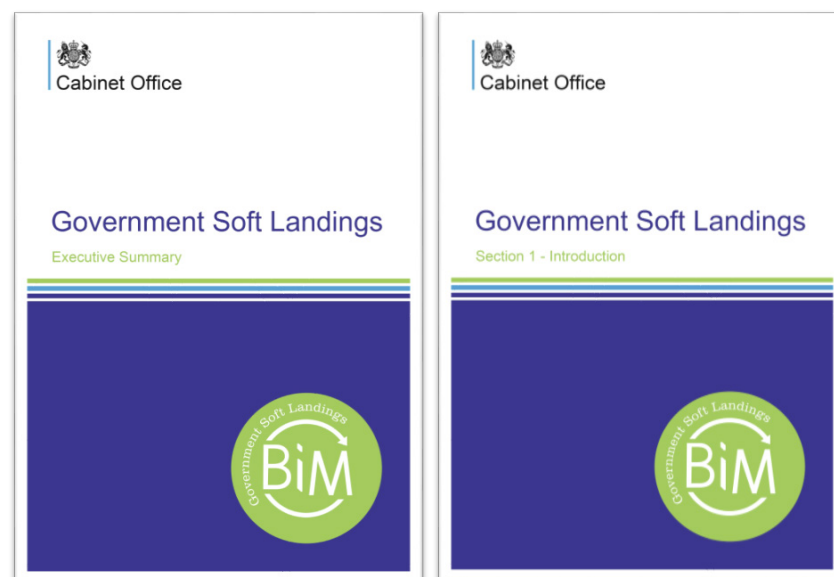 Cabinet Office
Government Soft Landings
Executive Summary
Government Soft Landings
BiM
Cabinet Office
Government Soft Landings
Section 1 - Introduction
Government Soft Landings
BiM